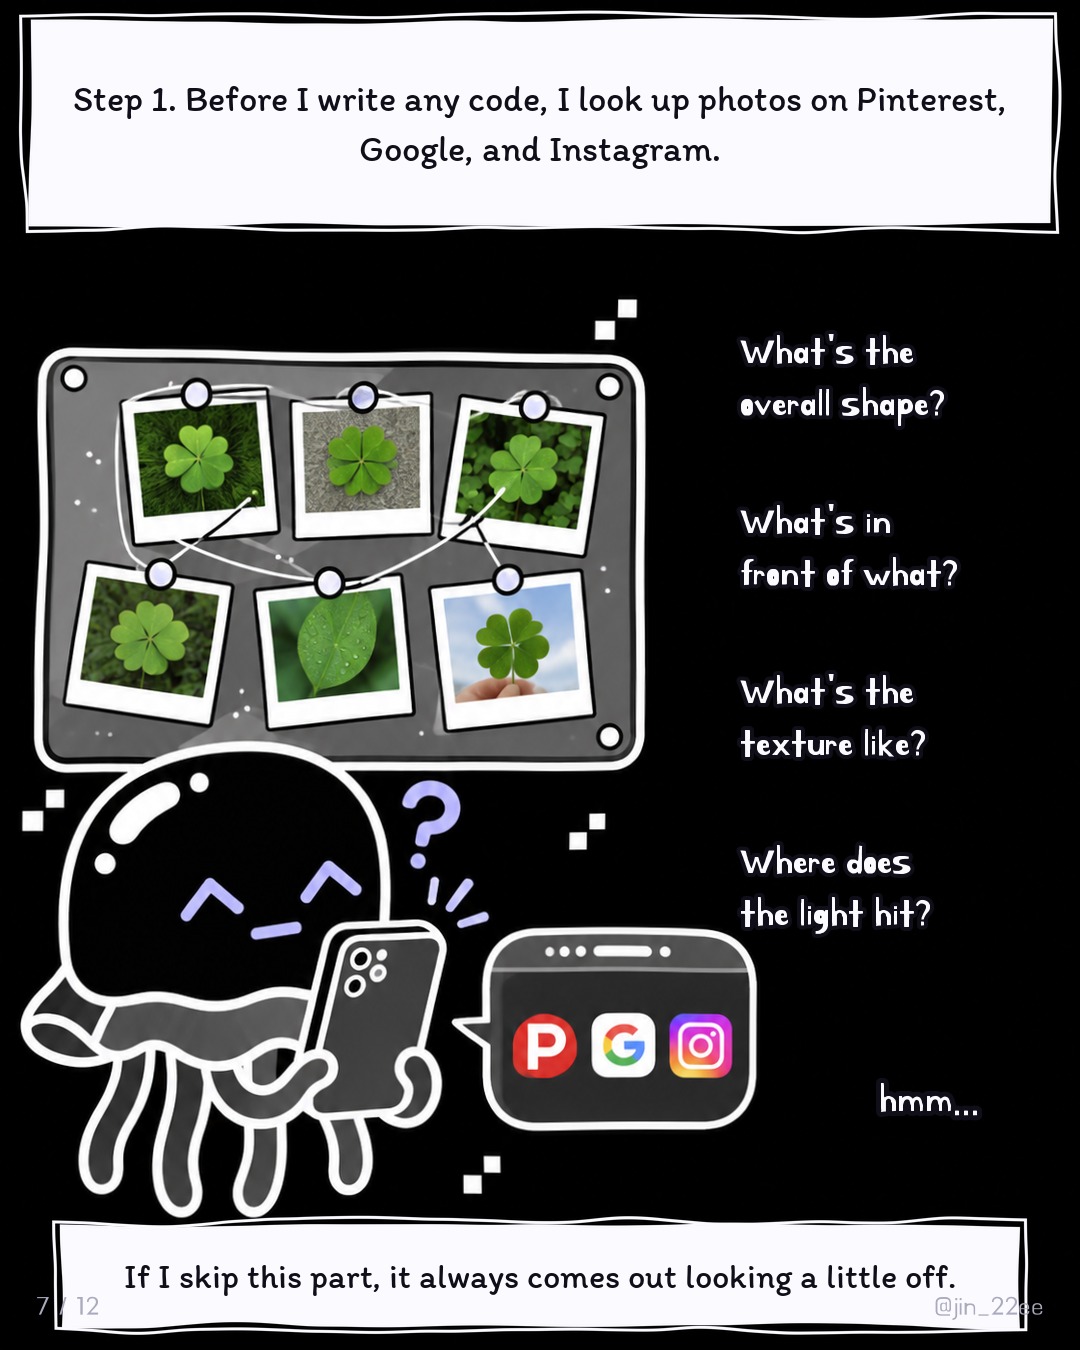 Step 1. Before I write any code, I look up photos on Pinterest,
Google, and Instagram.
What's the
overall shape?
What's in
front of what?
What's the
texture like?
Where does
the light hit?
?
P G
hmm...
If I skip this part, it always comes out looking a little off.
7 / 12
@jin_22ee